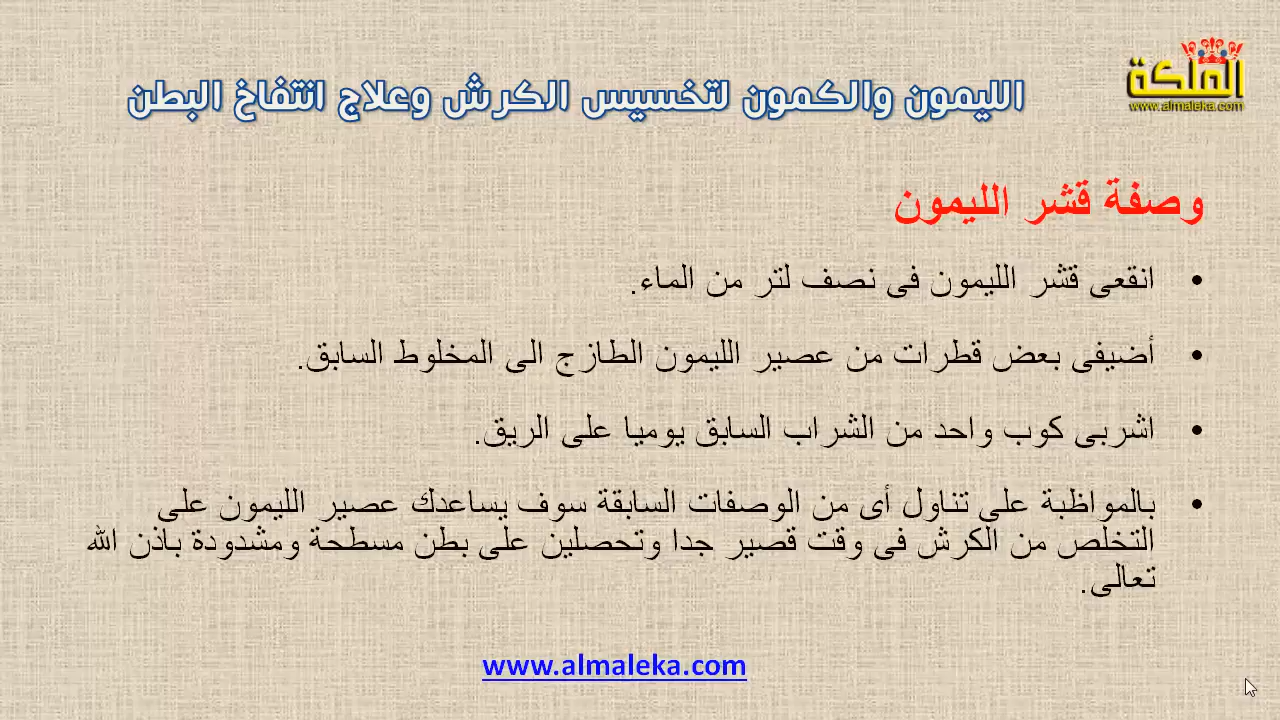 الملكة
www.almaleka.com
الليمون والكمون لتخسيس الكرش وعلاج انتفاخ البطن
وصفة قشر الليمون
• انقعى قشر الليمون فى نصف لتر من الماء.
• أضيفى بعض قطرات من عصير الليمون الطازج الى المخلوط السابق.
• اشربى كوب واحد من الشراب السابق يوميا على الريق.
• بالمواظبة على تناول أى من الوصفات السابقة سوف يساعدك عصير الليمون على
التخلص من الكرش فى وقت قصير جدا وتحصلين على بطن مسطحة ومشدودة باذن الله
تعالى.
www.almaleka.com